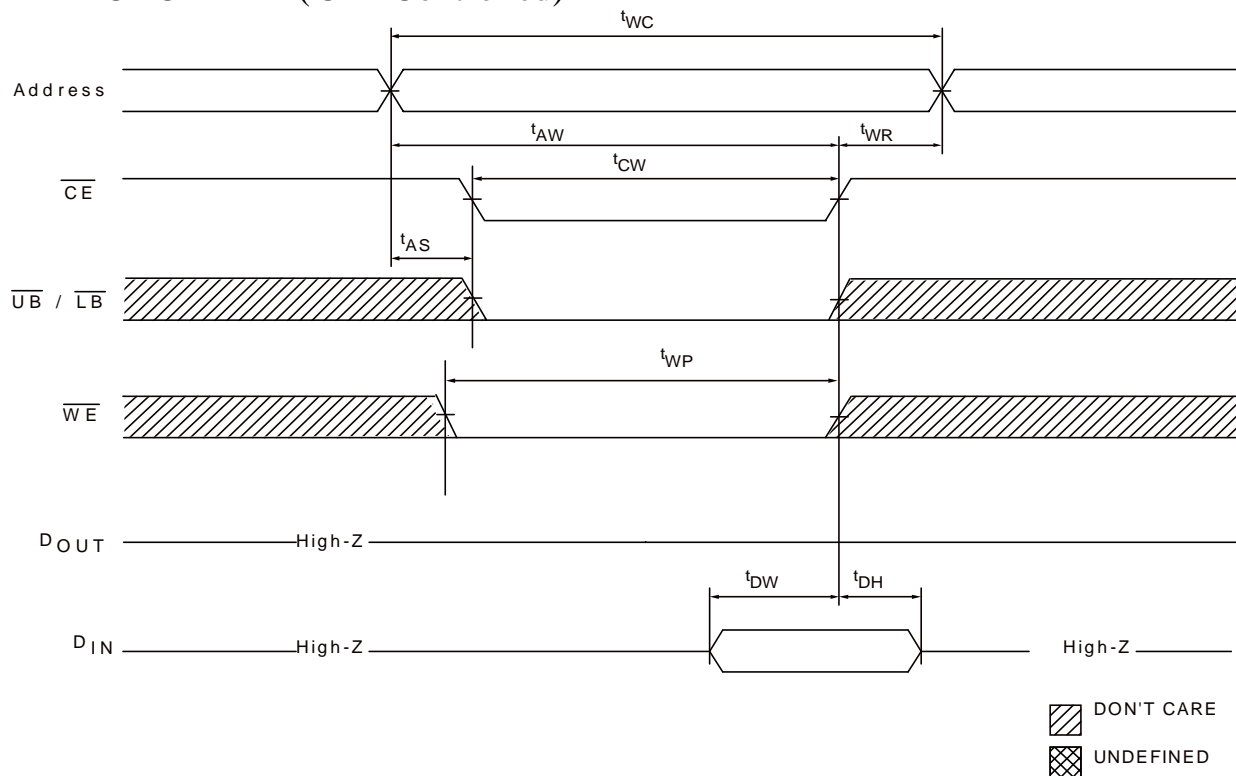 tWC
Address
tAW
tWR
tCW
CE
tAS
UB / LB
tWP
WE
DOUT
High-Z
tDW
tDH
DIN
High-Z
High-Z
DON'T CARE
UNDEFINED